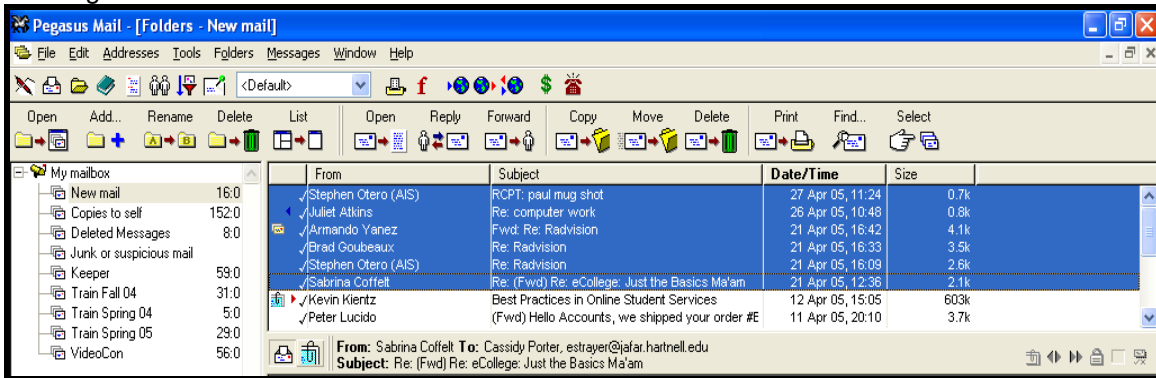 Pegasus Mail - [Folders - New mail]
File Edit Addresses Tools Folders Messages Window Help
<Default>
Open Add... Rename Delete List Open Reply Forward Copy Move Delete Print Find... Select
My mailbox
New mail 16:0
Copies to self 152:0
Deleted Messages 8:0
Junk or suspicious mail
Keeper 59:0
Train Fall 04 31:0
Train Spring 04 5:0
Train Spring 05 29:0
VideoCon 56:0
From Subject Date/Time Size
Stephen Otero (AIS) RCPT: paul mug shot 27 Apr 05, 11:24 0.7k
Juliet Atkins Re: computer work 26 Apr 05, 10:48 0.8k
Armando Yanez Fwd: Re: Radvision 21 Apr 05, 16:42 4.1k
Brad Goubeaux Re: Radvision 21 Apr 05, 16:33 3.5k
Stephen Otero (AIS) Re: Radvision 21 Apr 05, 16:09 2.6k
Sabrina Coffelt Re: (Fwd) Re: eCollege: Just the Basics Ma'am 21 Apr 05, 12:36 2.1k
Kevin Kientz Best Practices in Online Student Services 12 Apr 05, 15:05 603k
Peter Lucido (Fwd) Hello Accounts, we shipped your order #E 11 Apr 05, 20:10 3.7k
From: Sabrina Coffelt To: Cassidy Porter, estrayer@jafar.hartnell.edu
Subject: Re: (Fwd) Re: eCollege: Just the Basics Ma'am